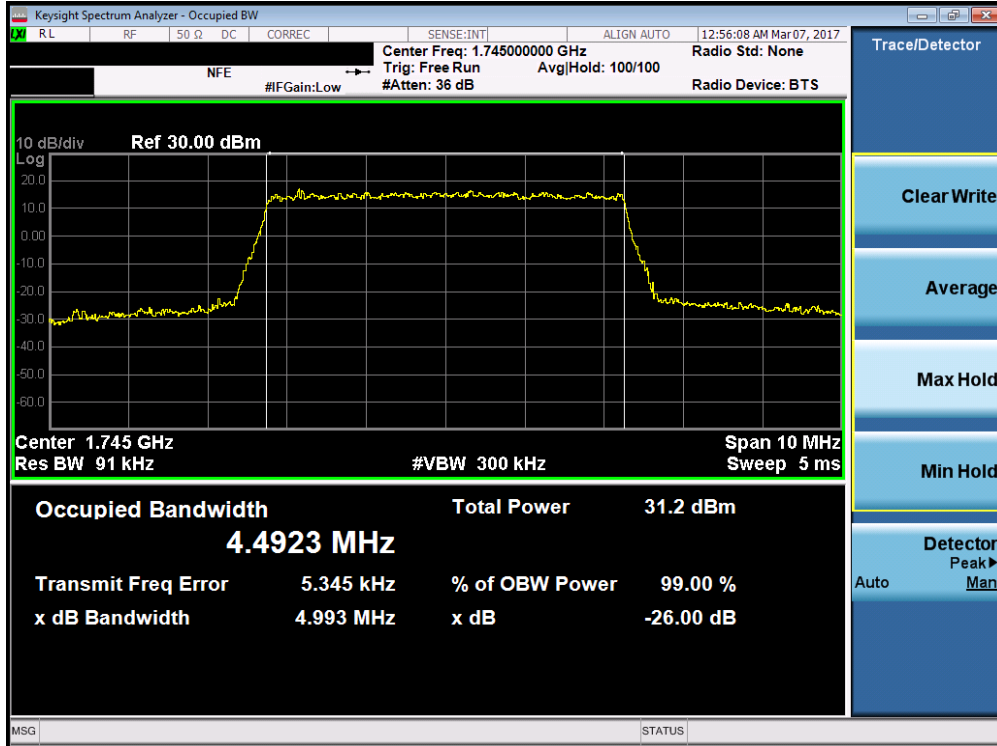 Keysight Spectrum Analyzer - Occupied BW
LXI RL RF 50 Ω DC CORREC SENSE:INT ALIGN AUTO 12:56:08 AM Mar 07, 2017
Center Freq: 1.745000000 GHz Radio Std: None
NFE Trig: Free Run Avg|Hold: 100/100
#IFGain:Low #Atten: 36 dB Radio Device: BTS
10 dB/div Ref 30.00 dBm
Log
20.0
10.0
0.00
-10.0
-20.0
-30.0
-40.0
-50.0
-60.0
Center 1.745 GHz Span 10 MHz
Res BW 91 kHz #VBW 300 kHz Sweep 5 ms
Occupied Bandwidth Total Power 31.2 dBm
4.4923 MHz
Transmit Freq Error 5.345 kHz % of OBW Power 99.00 %
x dB Bandwidth 4.993 MHz x dB -26.00 dB
MSG STATUS
Trace/Detector
Clear Write
Average
Max Hold
Min Hold
Detector
Peak▶
Auto Man